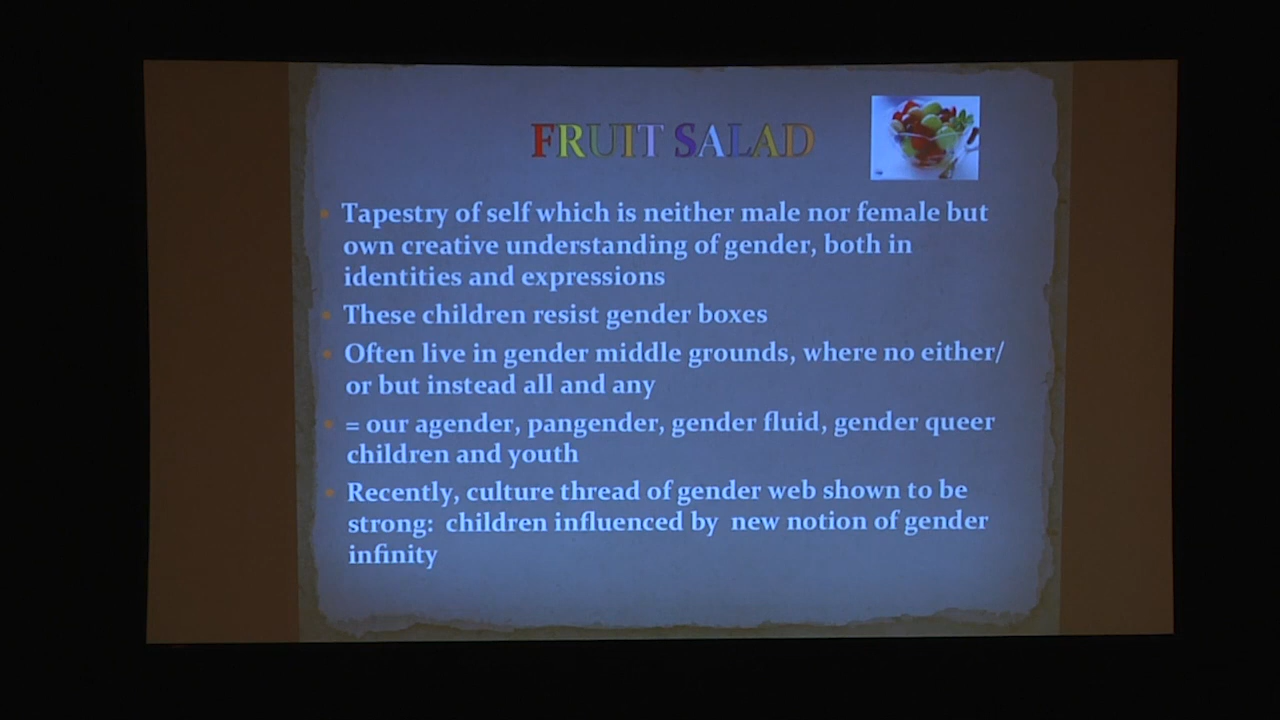 FRUIT SALAD
Tapestry of self which is neither male nor female but
own creative understanding of gender, both in
identities and expressions
These children resist gender boxes
Often live in gender middle grounds, where no either/
or but instead all and any
= our agender, pangender, gender fluid, gender queer
children and youth
Recently, culture thread of gender web shown to be
strong: children influenced by new notion of gender
infinity